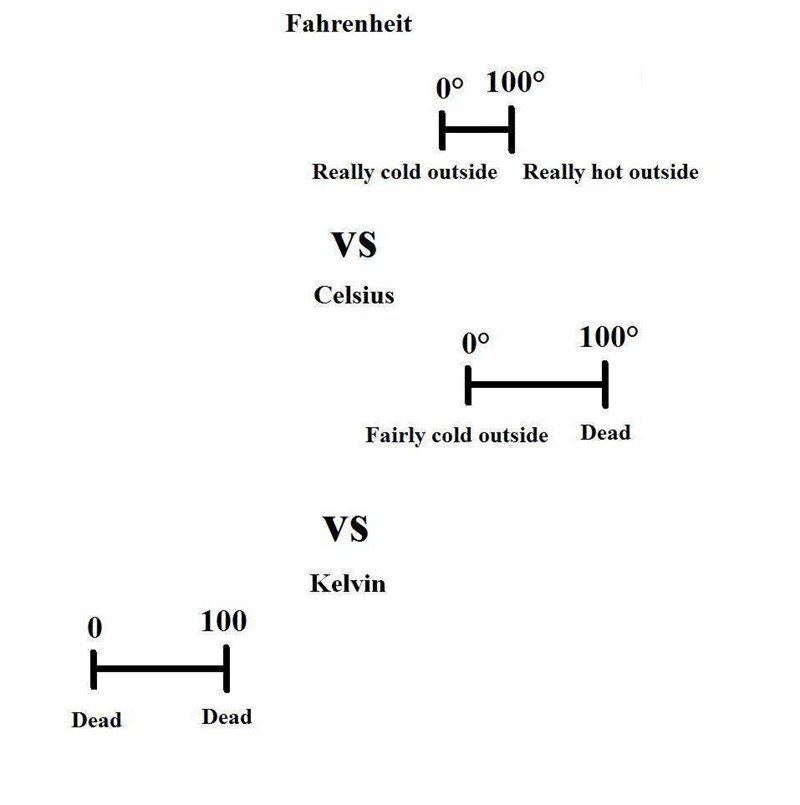 Fahrenheit
0° 100°
Really cold outside Really hot outside
vs
Celsius
0° 100°
Fairly cold outside Dead
vs
Kelvin
0 100
Dead Dead